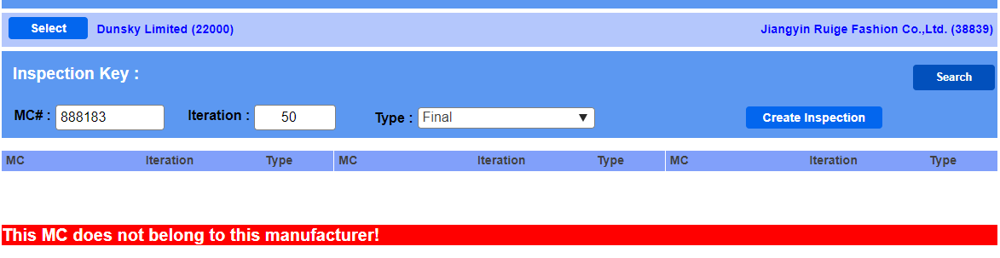 Select Dunsky Limited (22000) Jiangyin Ruige Fashion Co.,Ltd. (38839)
Inspection Key :
Search
MC# : 888183 Iteration : 50 Type : Final Create Inspection
MC Iteration Type MC Iteration Type MC Iteration Type
This MC does not belong to this manufacturer!